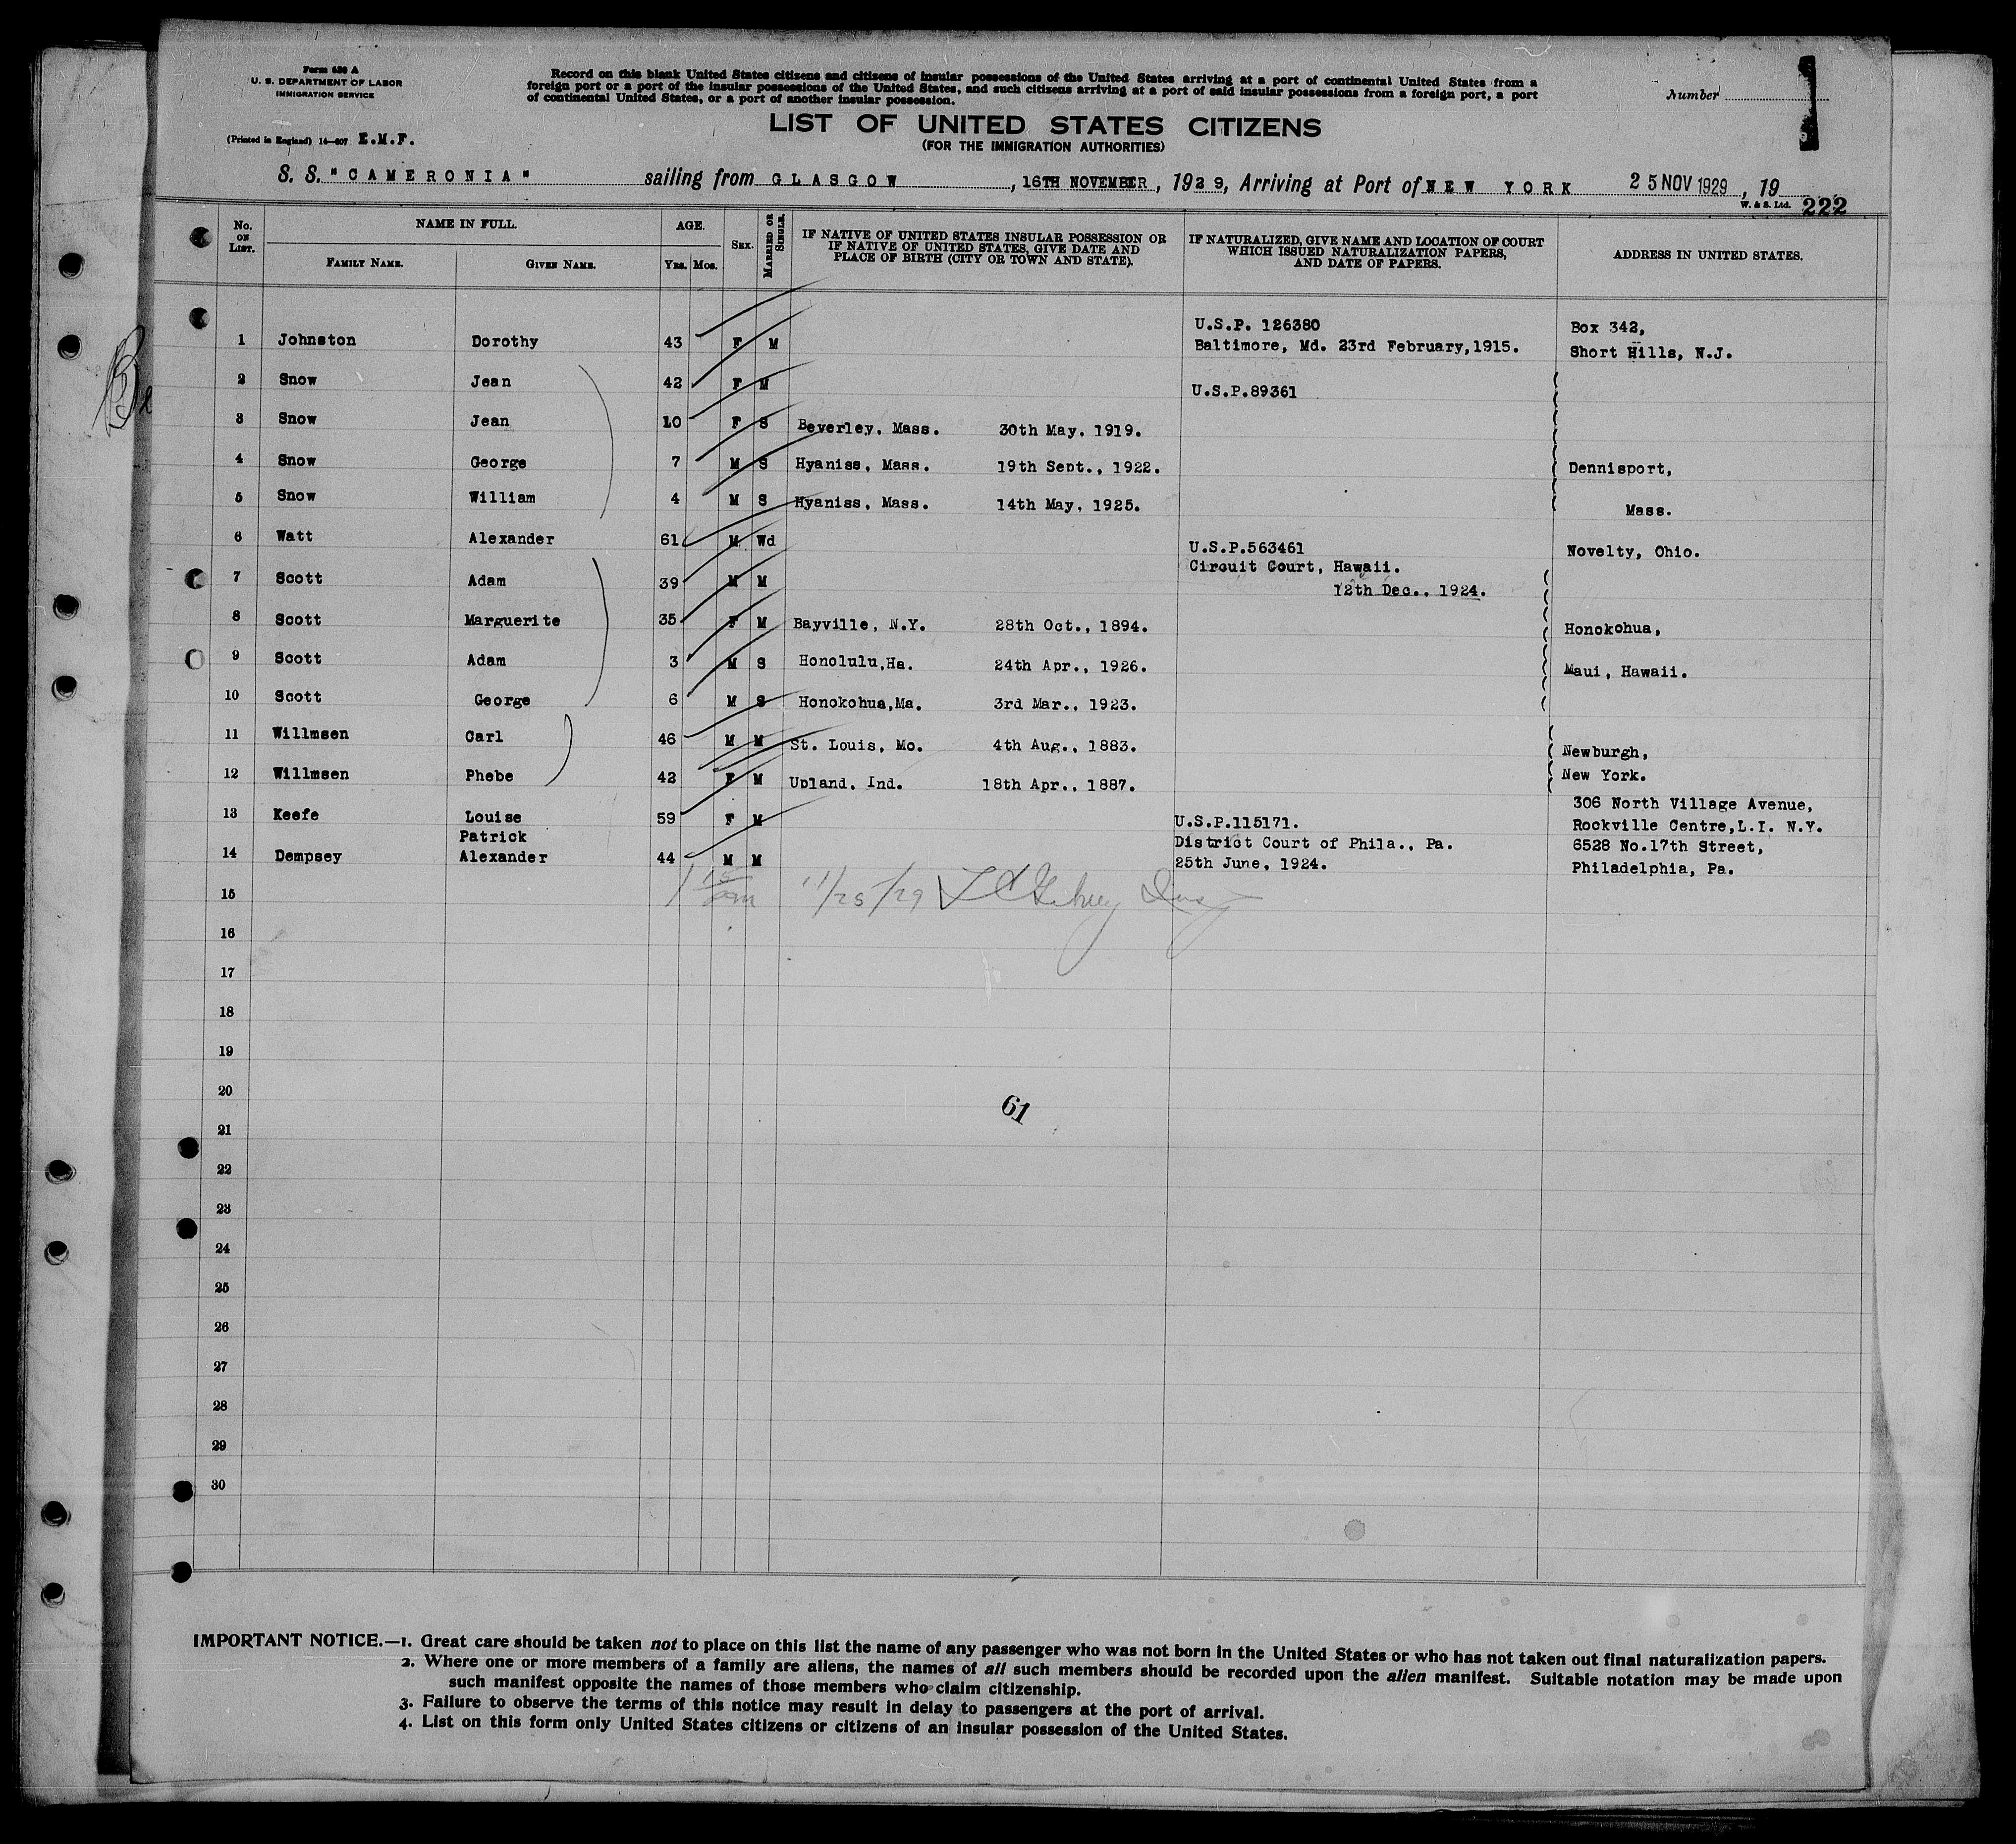 Form 630 A
U. S. DEPARTMENT OF LABOR
IMMIGRATION SERVICE
(Printed in England) 14—607 E.M.F.
Record on this blank United States citizens and citizens of insular possessions of the United States arriving at a port of continental United States from a
foreign port or a port of the insular possessions of the United States, and such citizens arriving at a port of said insular possessions from a foreign port, a port
of continental United States, or a port of another insular possession.
Number 1
LIST OF UNITED STATES CITIZENS
(FOR THE IMMIGRATION AUTHORITIES)
S. S. "CAMERONIA" sailing from GLASGOW, 16TH NOVEMBER, 1929, Arriving at Port of NEW YORK 25 NOV 1929, 19
W. & S. Ltd. 222
No. ON LIST. NAME IN FULL. AGE. SEX. MARRIED OR SINGLE. IF NATIVE OF UNITED STATES INSULAR POSSESSION OR IF NATIVE OF UNITED STATES, GIVE DATE AND PLACE OF BIRTH (CITY OR TOWN AND STATE). IF NATURALIZED, GIVE NAME AND LOCATION OF COURT WHICH ISSUED NATURALIZATION PAPERS, AND DATE OF PAPERS. ADDRESS IN UNITED STATES.
FAMILY NAME. GIVEN NAME. YRS. MOS.
U.S.P. 126380 Box 342,
1 Johnston Dorothy 43 F M Baltimore, Md. 23rd February,1915. Short Hills, N.J.
2 Snow Jean 42 F M U.S.P.89361
3 Snow Jean 10 F S Beverley, Mass. 30th May, 1919.
4 Snow George 7 M S Hyaniss, Mass. 19th Sept., 1922. Dennisport,
5 Snow William 4 M S Hyaniss, Mass. 14th May, 1925. Mass.
6 Watt Alexander 61 M Wd U.S.P.563461 Novelty, Ohio.
7 Scott Adam 39 M M Circuit Court, Hawaii.
12th Dec., 1924.
8 Scott Marguerite 35 F M Bayville, N.Y. 28th Oct., 1894. Honokohua,
9 Scott Adam 3 M S Honolulu,Ha. 24th Apr., 1926. Maui, Hawaii.
10 Scott George 6 M S Honokohua,Ma. 3rd Mar., 1923.
11 Willmsen Carl 46 M M St. Louis, Mo. 4th Aug., 1883. Newburgh,
12 Willmsen Phebe 42 F M Upland, Ind. 18th Apr., 1887. New York.
306 North Village Avenue,
13 Keefe Louise 59 F M U.S.P.115171. Rockville Centre,L.I. N.Y.
Patrick District Court of Phila., Pa. 6528 No.17th Street,
14 Dempsey Alexander 44 M M 25th June, 1924. Philadelphia, Pa.
15 11/25/29
16
17
18
19
20
61
21
22
23
24
25
26
27
28
29
30
IMPORTANT NOTICE.—1. Great care should be taken not to place on this list the name of any passenger who was not born in the United States or who has not taken out final naturalization papers.
2. Where one or more members of a family are aliens, the names of all such members should be recorded upon the alien manifest. Suitable notation may be made upon
such manifest opposite the names of those members who claim citizenship.
3. Failure to observe the terms of this notice may result in delay to passengers at the port of arrival.
4. List on this form only United States citizens or citizens of an insular possession of the United States.